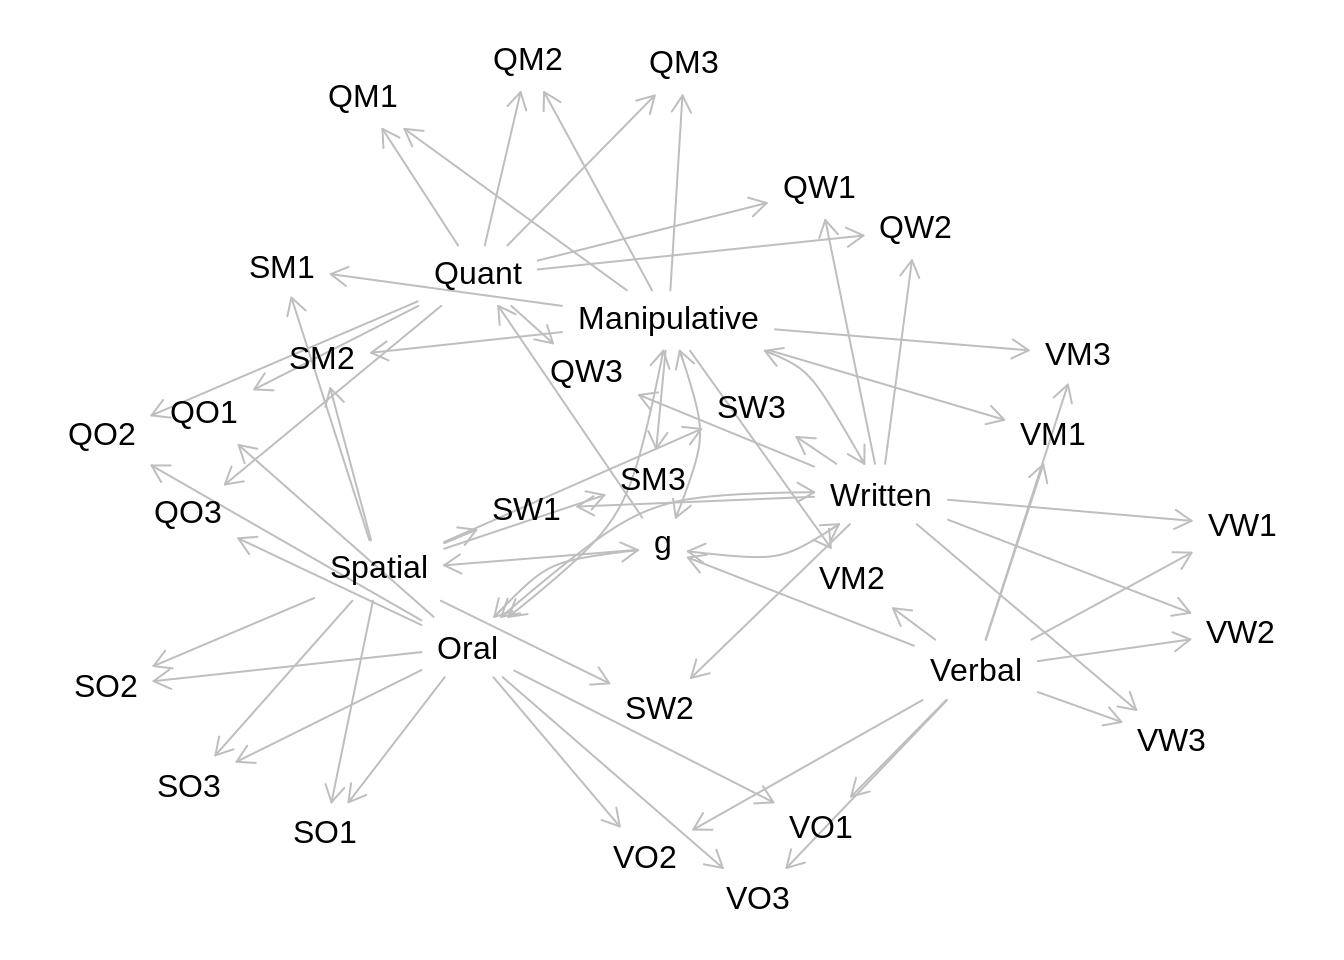 QM2
QM3
QM1
QW1
QW2
SM1
Quant
Manipulative
SM2
QW3
VM3
QO1
SW3
QO2
VM1
SM3
Written
QO3
SW1
VW1
g
Spatial
VM2
Oral
VW2
Verbal
SO2
SW2
VW3
SO3
SO1
VO1
VO2
VO3